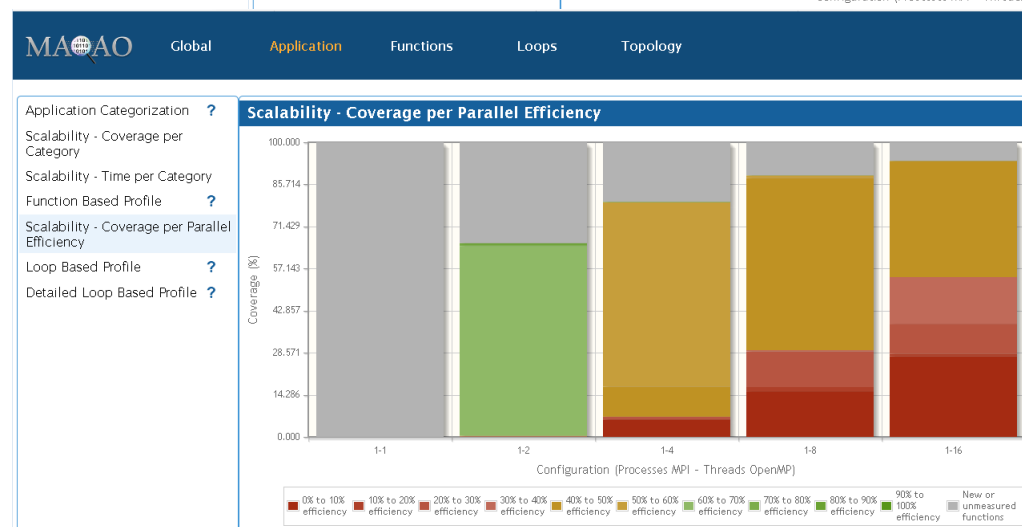 Configuration (Processes MPI - Threads
MAQAO Global Application Functions Loops Topology
Application Categorization ?
Scalability - Coverage per
Category
Scalability - Time per Category
Function Based Profile ?
Scalability - Coverage per Parallel
Efficiency
Loop Based Profile ?
Detailed Loop Based Profile ?
Scalability - Coverage per Parallel Efficiency
100.000
85.714
71.429
57.143
42.857
28.571
14.286
0.000
Coverage (%)
1-1 1-2 1-4 1-8 1-16
Configuration (Processes MPI - Threads OpenMP)
0% to 10%
efficiency
10% to 20%
efficiency
20% to 30%
efficiency
30% to 40%
efficiency
40% to 50%
efficiency
50% to 60%
efficiency
60% to 70%
efficiency
70% to 80%
efficiency
80% to 90%
efficiency
90% to
100%
efficiency
New or
unmeasured
functions